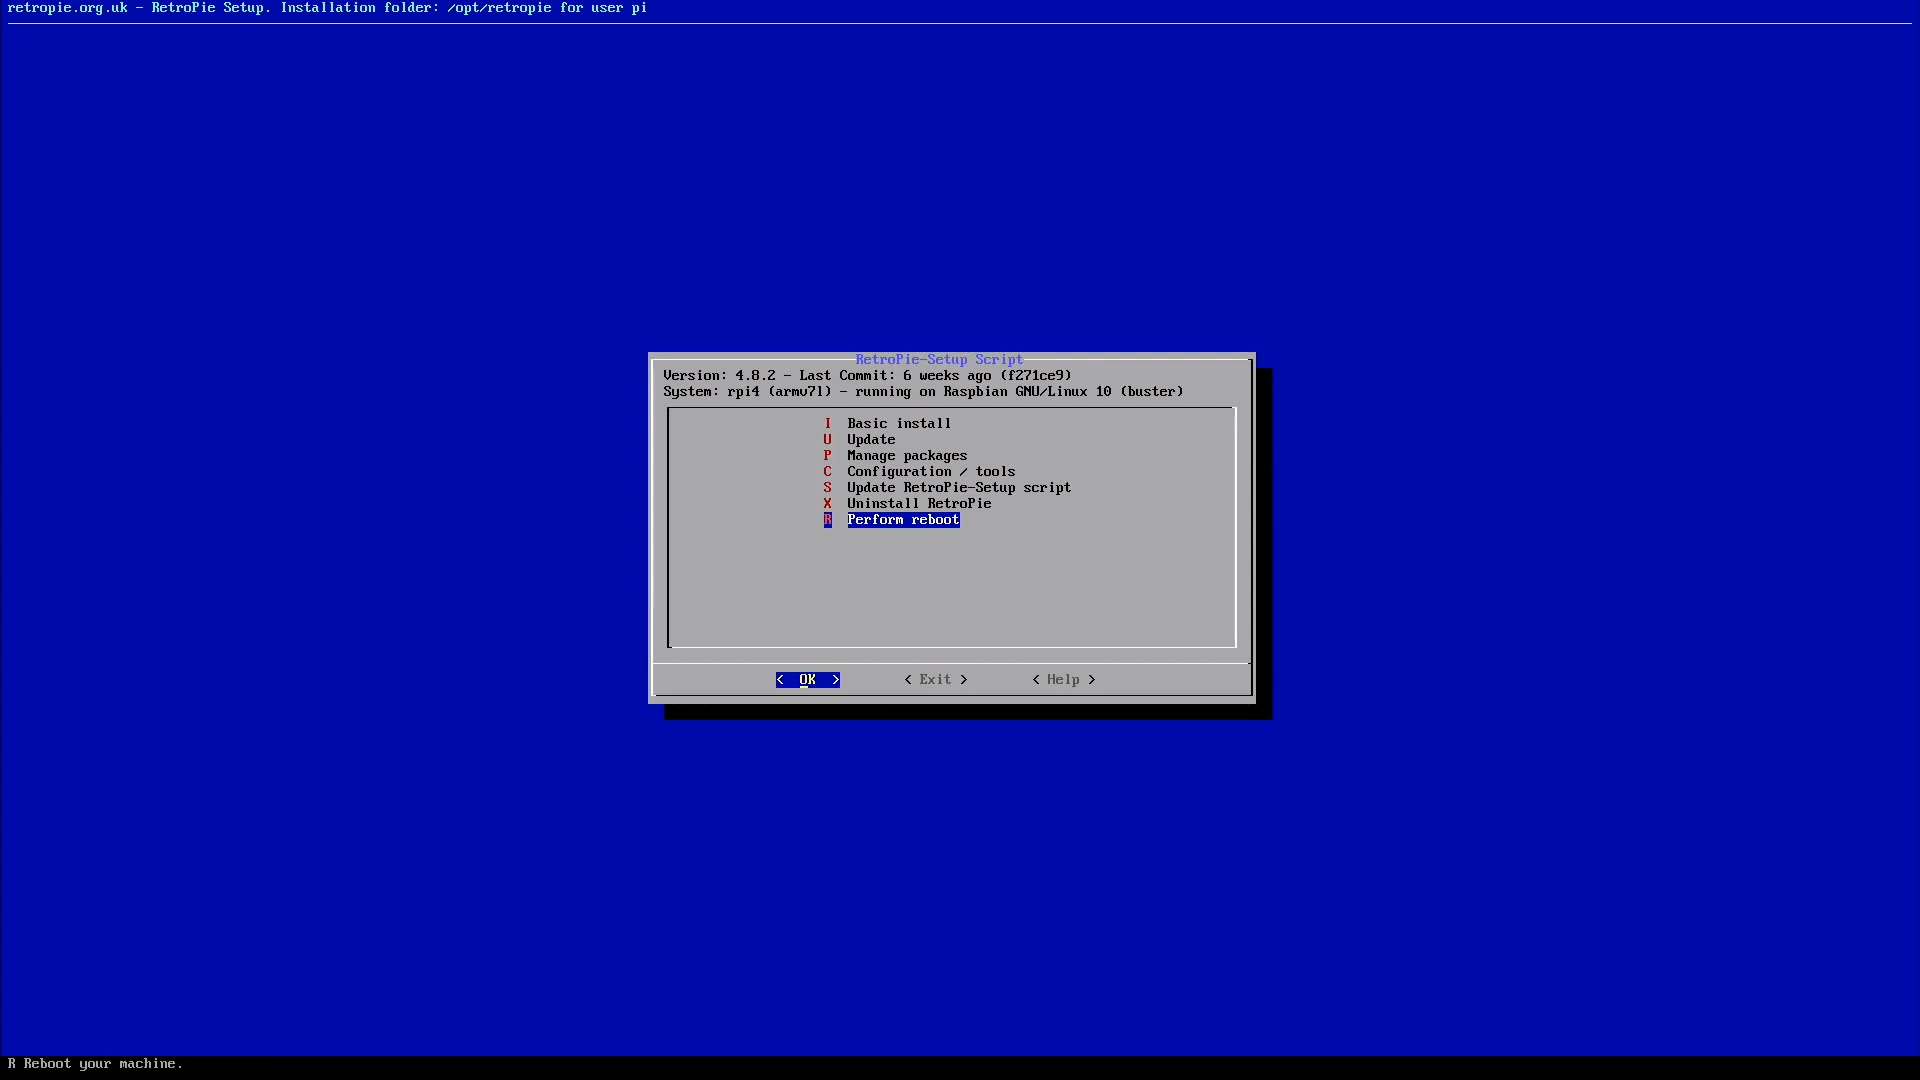 retropie.org.uk - RetroPie Setup. Installation folder: /opt/retropie for user pi
RetroPie-Setup Script
Version: 4.8.2 - Last Commit: 6 weeks ago (f271ce9)
System: rpi4 (armv7l) - running on Raspbian GNU/Linux 10 (buster)
I Basic install
U Update
P Manage packages
C Configuration / tools
S Update RetroPie-Setup script
X Uninstall RetroPie
R Perform reboot
< OK > < Exit > < Help >
R Reboot your machine.